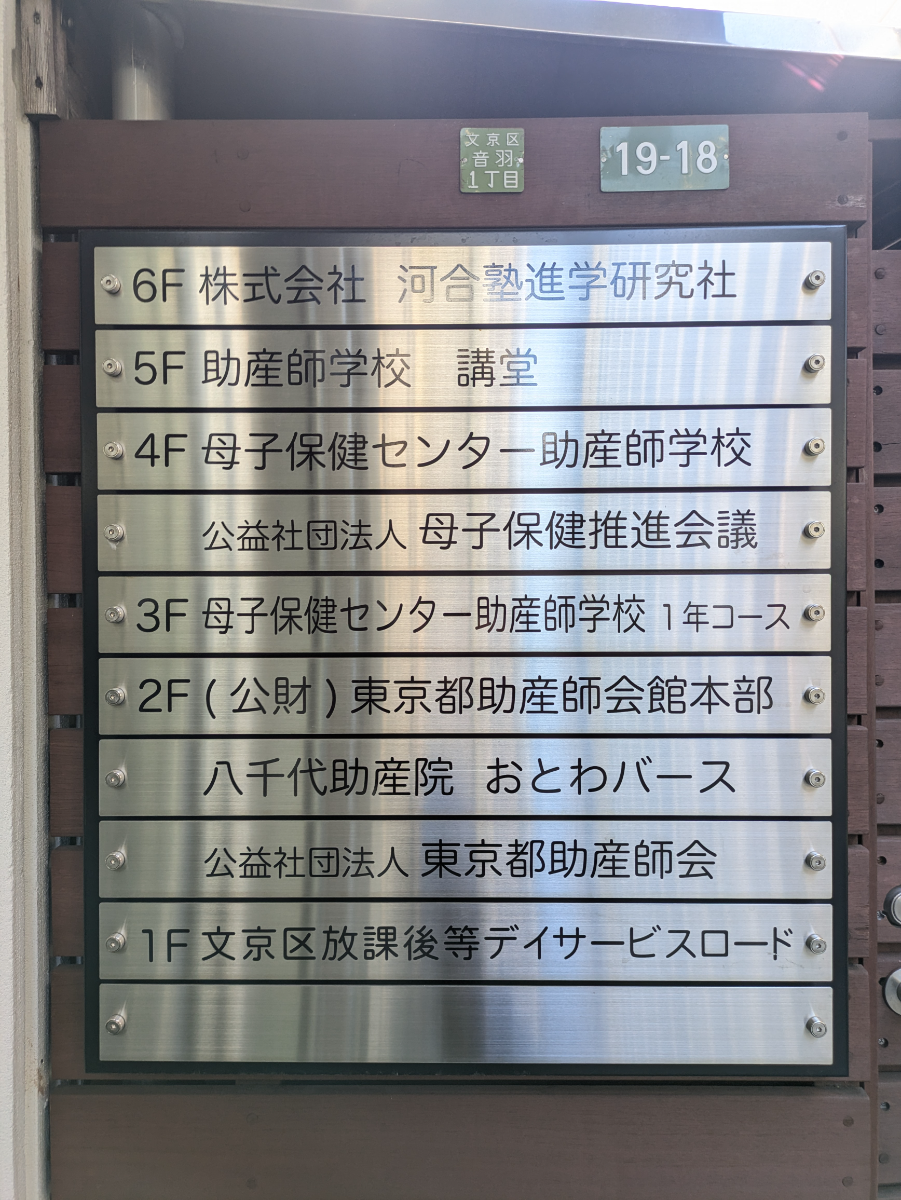 文京区
音羽
1丁目
19-18
6F 株式会社 河合塾進学研究社
5F 助産師学校 講堂
4F 母子保健センター助産師学校
公益社団法人 母子保健推進会議
3F 母子保健センター助産師学校 1年コース
2F (公財) 東京都助産師会館本部
八千代助産院 おとわバース
公益社団法人 東京都助産師会
1F 文京区放課後等デイサービスロード